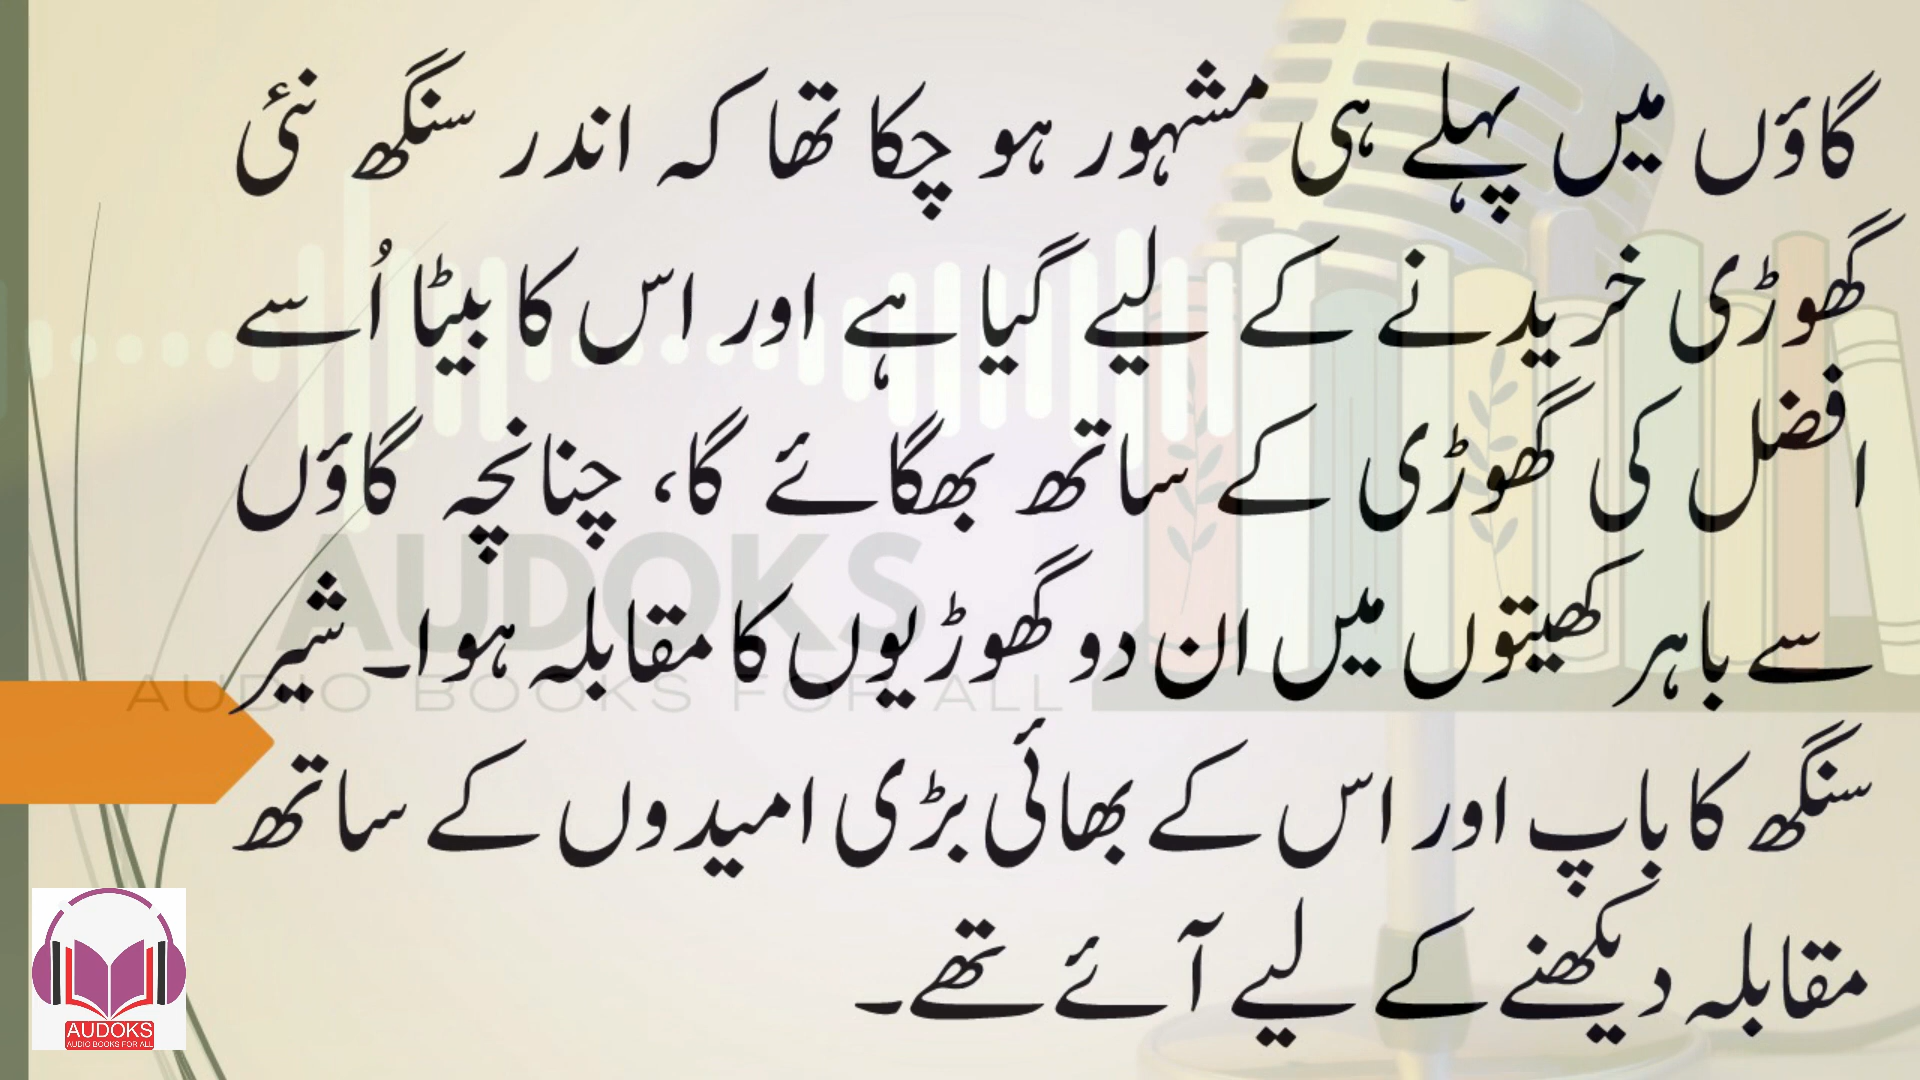 گاؤں میں پہلے ہی مشہور ہو چکا تھا کہ اندر سنگھ نئی
گھوڑی خریدنے کے لیے گیا ہے اور اس کا بیٹا اُسے
افضل کی گھوڑی کے ساتھ بھگائے گا، چنانچہ گاؤں
سے باہر کھیتوں میں ان دو گھوڑیوں کا مقابلہ ہوا۔ شیر
سنگھ کا باپ اور اس کے بھائی بڑی امیدوں کے ساتھ
مقابلہ دیکھنے کے لیے آئے تھے۔
AUDOKS
AUDIO BOOKS FOR ALL
AUDOKS
AUDIO BOOKS FOR ALL